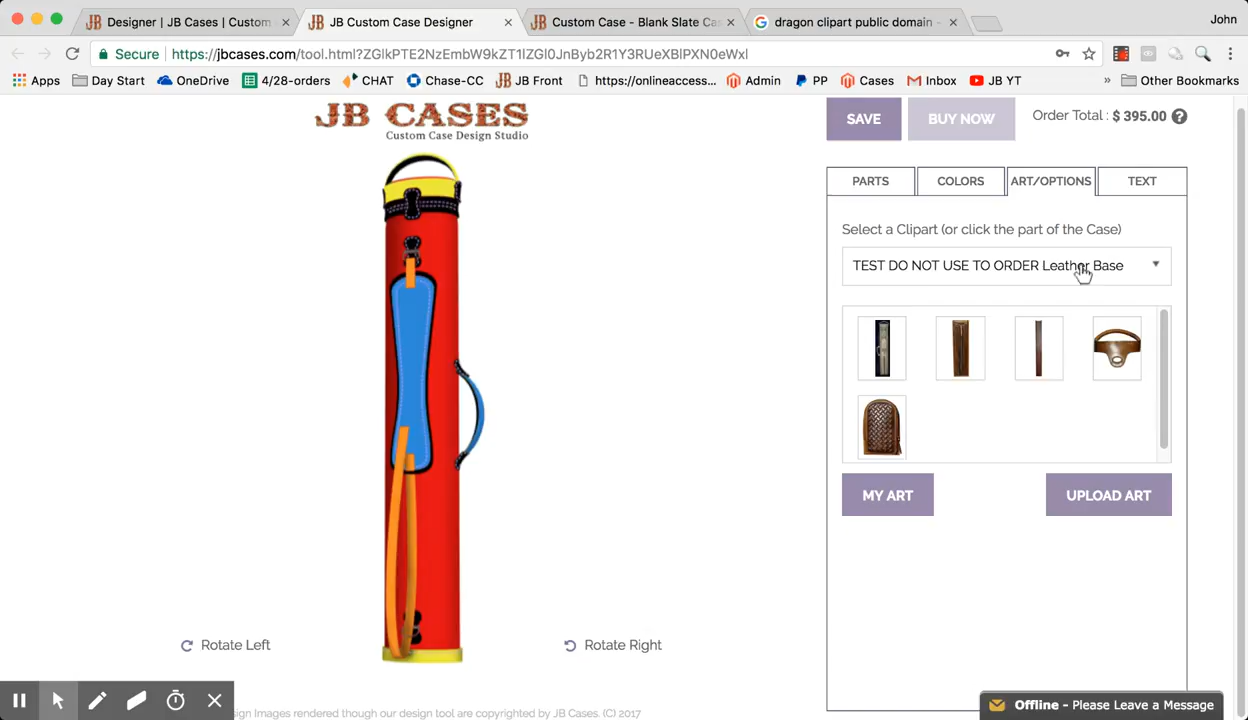 Designer | JB Cases | Custom
JB Custom Case Designer
Custom Case - Blank Slate Cas
dragon clipart public domain -
John
Secure
https://jbcases.com/tool.html?ZGlkPTE2NzEmbW9kZT1lZGl0JnByb2R1Y3RUeXBlPXN0eWxl
Apps
Day Start
OneDrive
4/28-orders
CHAT
Chase-CC
JB Front
https://onlineaccess...
Admin
PP
Cases
Inbox
JB YT
»
Other Bookmarks
JB CASES
Custom Case Design Studio
SAVE
BUY NOW
Order Total : $ 395.00 ?
PARTS
COLORS
ART/OPTIONS
TEXT
Select a Clipart (or click the part of the Case)
TEST DO NOT USE TO ORDER Leather Base
MY ART
UPLOAD ART
Rotate Left
Rotate Right
sign Images rendered though our design tool are copyrighted by JB Cases. (C) 2017
Offline - Please Leave a Message